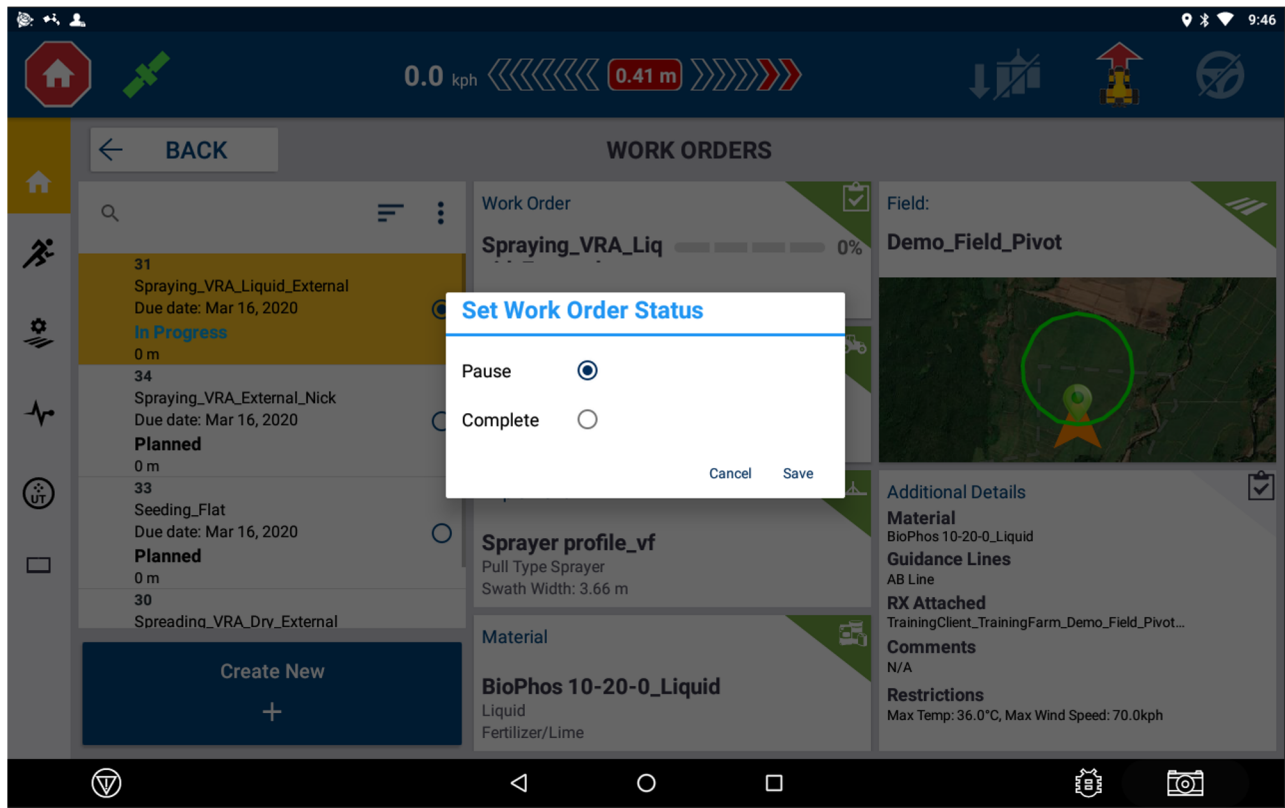 9:46
0.0 kph
0.41 m
BACK
WORK ORDERS
31
Spraying_VRA_Liquid_External
Due date: Mar 16, 2020
In Progress
0 m
34
Spraying_VRA_External_Nick
Due date: Mar 16, 2020
Planned
0 m
33
Seeding_Flat
Due date: Mar 16, 2020
Planned
0 m
30
Spreading_VRA_Dry_External
Create New
+
Work Order
Spraying_VRA_Liq
0%
Set Work Order Status
Pause
Complete
Cancel Save
Sprayer profile_vf
Pull Type Sprayer
Swath Width: 3.66 m
Material
BioPhos 10-20-0_Liquid
Liquid
Fertilizer/Lime
Field:
Demo_Field_Pivot
Additional Details
Material
BioPhos 10-20-0_Liquid
Guidance Lines
AB Line
RX Attached
TrainingClient_TrainingFarm_Demo_Field_Pivot...
Comments
N/A
Restrictions
Max Temp: 36.0°C, Max Wind Speed: 70.0kph
UT